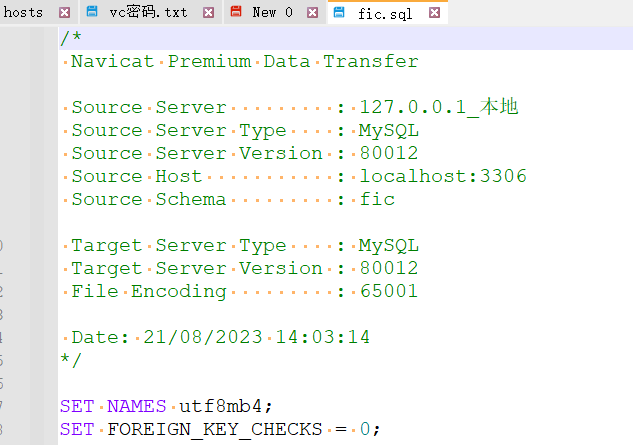 hosts vc密码.txt New 0 fic.sql
/*
Navicat Premium Data Transfer
Source Server : 127.0.0.1_本地
Source Server Type : MySQL
Source Server Version : 80012
Source Host : localhost:3306
Source Schema : fic
Target Server Type : MySQL
Target Server Version : 80012
File Encoding : 65001
Date: 21/08/2023 14:03:14
*/
SET NAMES utf8mb4;
SET FOREIGN_KEY_CHECKS = 0;